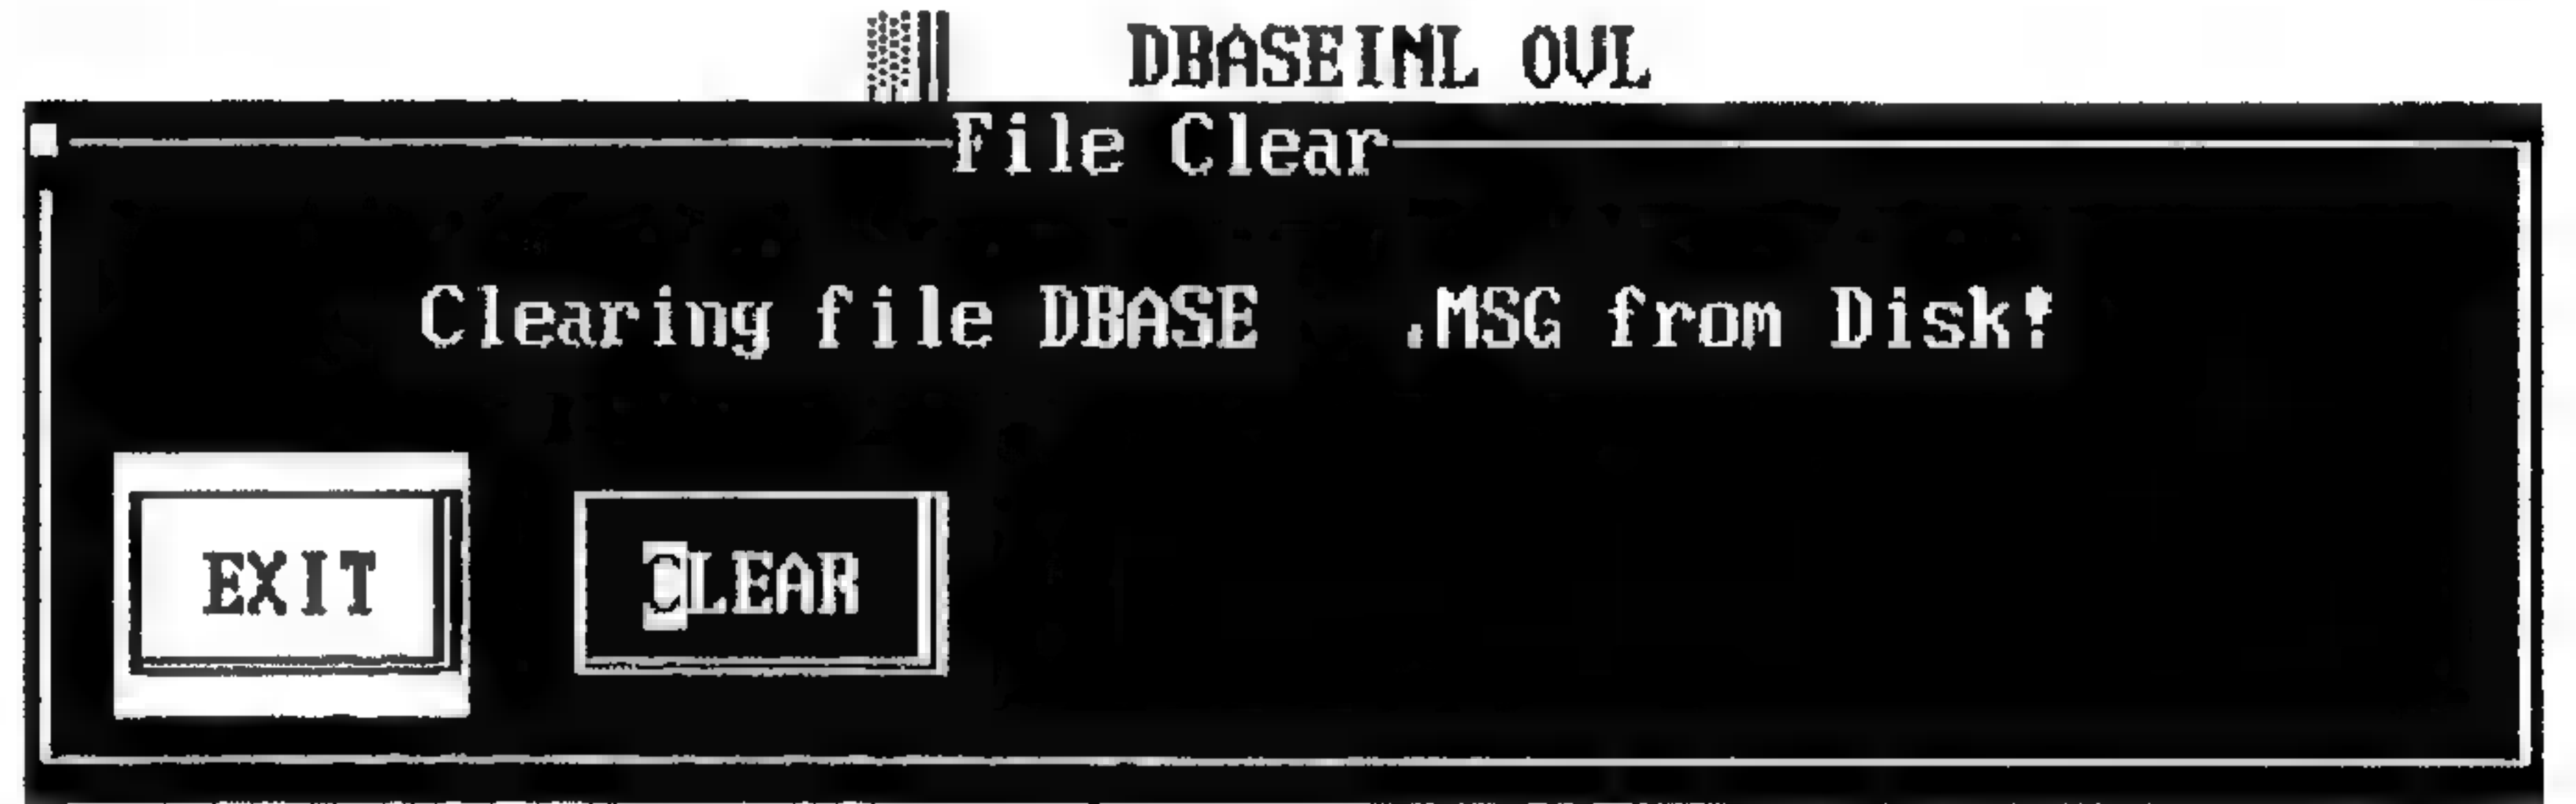 DBASEINL OVL
File Clear
Clearing file DBASE   .MSG from Disk!
EXIT CLEAR